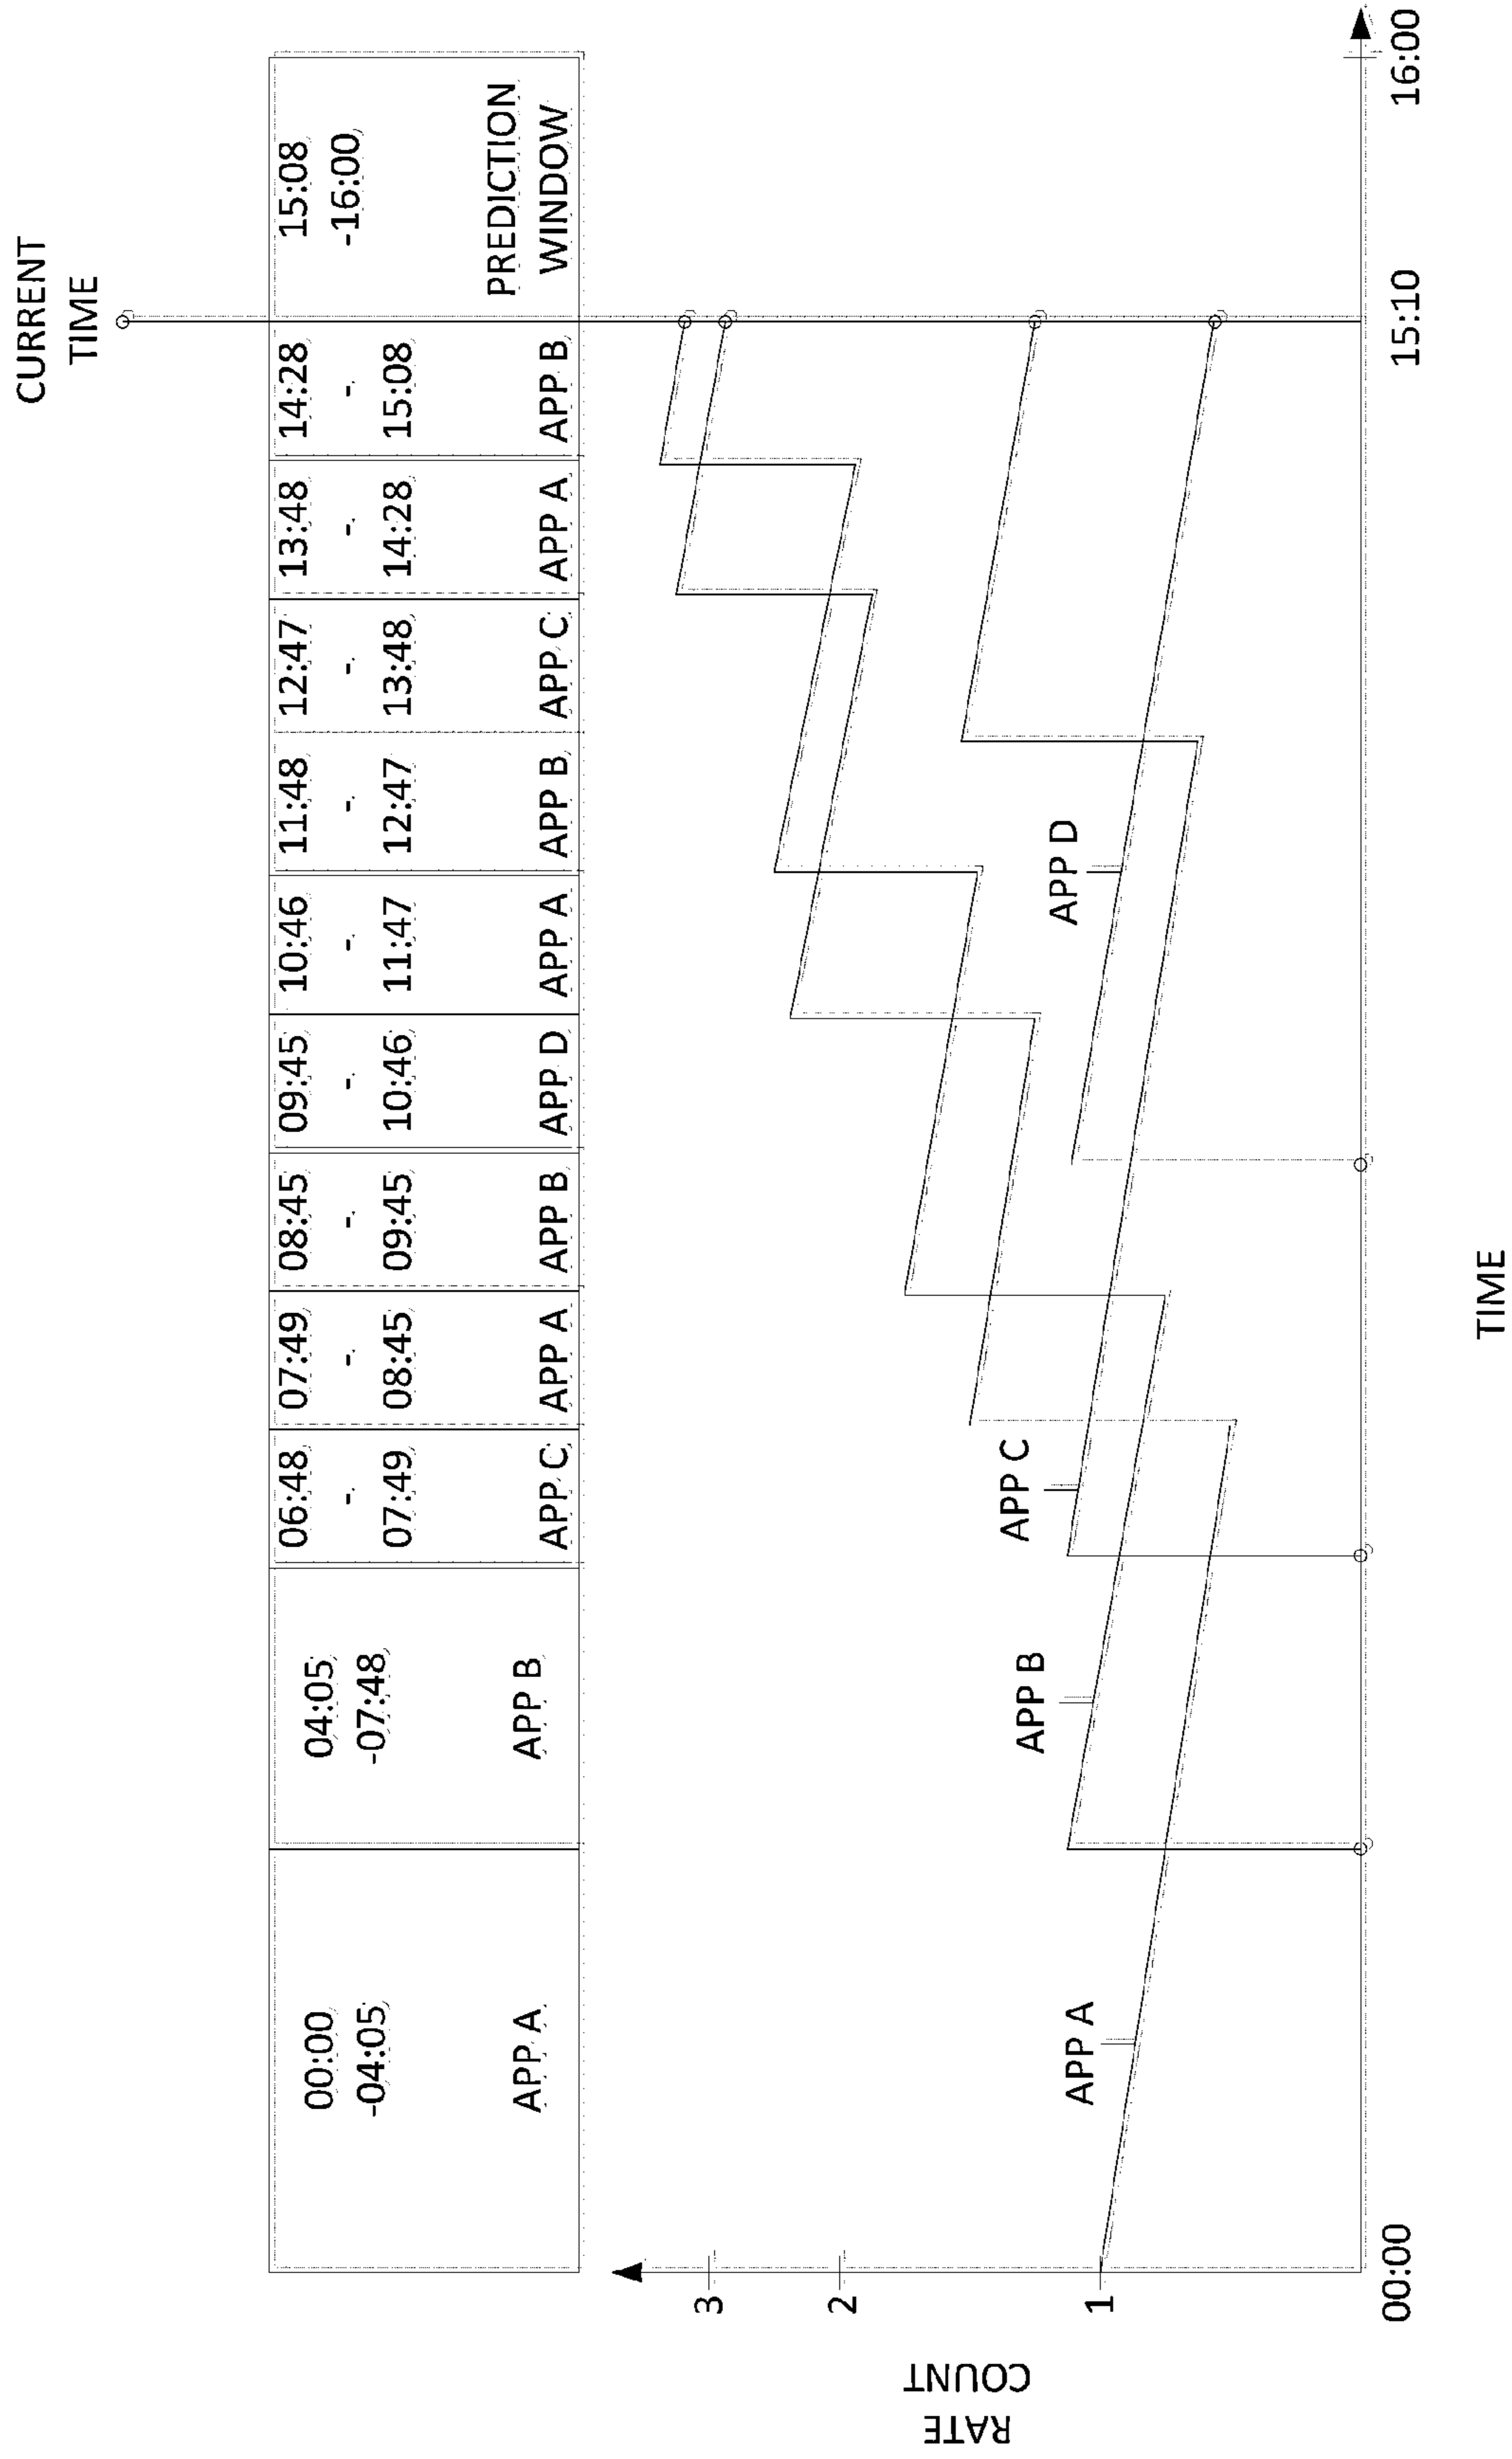 CURRENT
TIME
00:00
-04:05
APP A
04:05
-07:48
APP B
06:48
-
07:49
APP C
07:49
-
08:45
APP A
08:45
-
09:45
APP B
09:45
-
10:46
APP D
10:46
-
11:47
APP A
11:48
-
12:47
APP B
12:47
-
13:48
APP C
13:48
-
14:28
APP A
14:28
-
15:08
APP B
15:08
-16:00
PREDICTION
WINDOW
3
2
1
RATE
COUNT
APP A
APP B
APP C
APP D
00:00
15:10
16:00
TIME